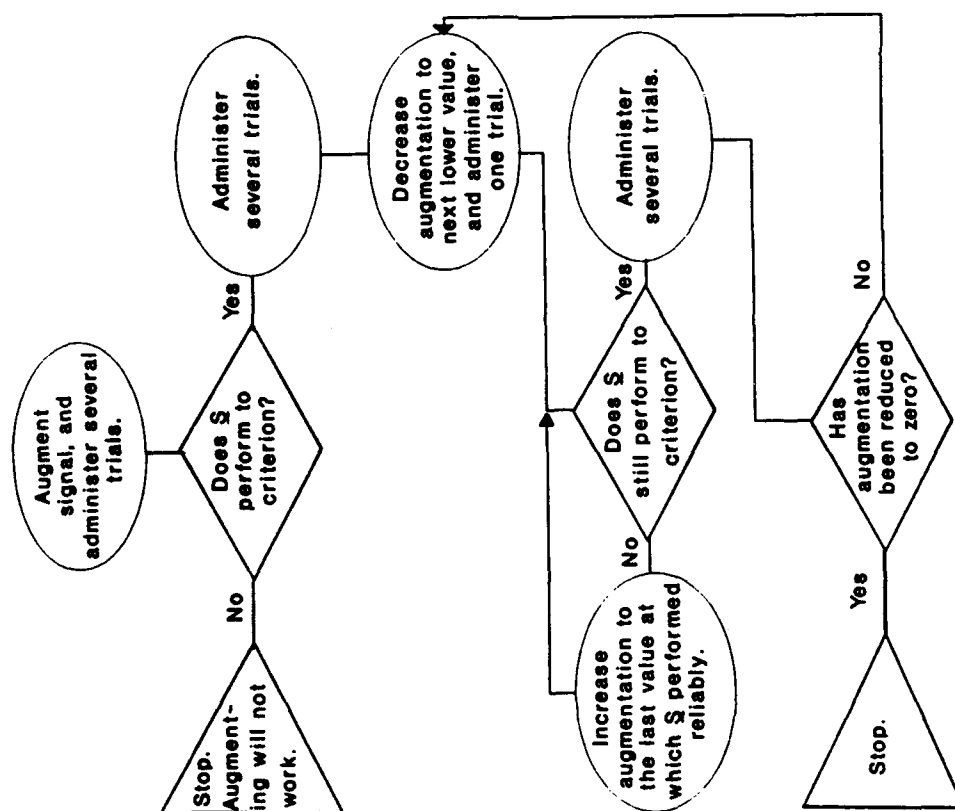 Augment
signal, and
administer several
trials.
Does S
perform to
criterion?
No
Yes
Stop.
Augment-
ing will not
work.
Administer
several trials.
Decrease
augmentation to
next lower value,
and administer
one trial.
Does S
still perform to
criterion?
No
Yes
Increase
augmentation to
the last value at
which S performed
reliably.
Administer
several trials.
Has
augmentation
been reduced
to zero?
Yes
No
Stop.